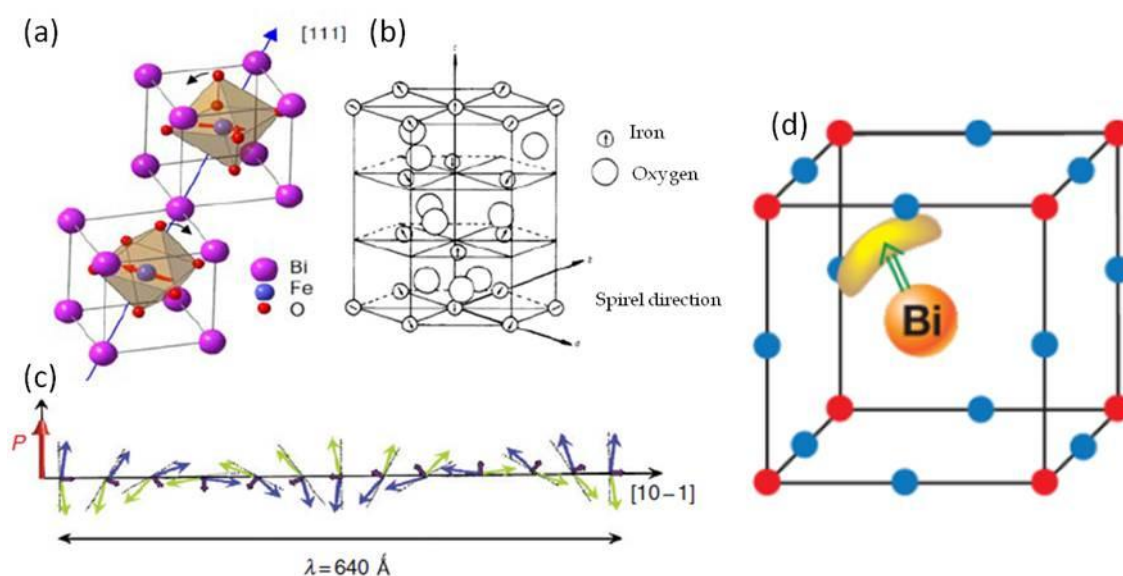 (a)
[111]
Bi
Fe
O
(b)
Iron
Oxygen
Spirel direction
(c)
P
[10−1]
λ=640 Å
(d)
Bi